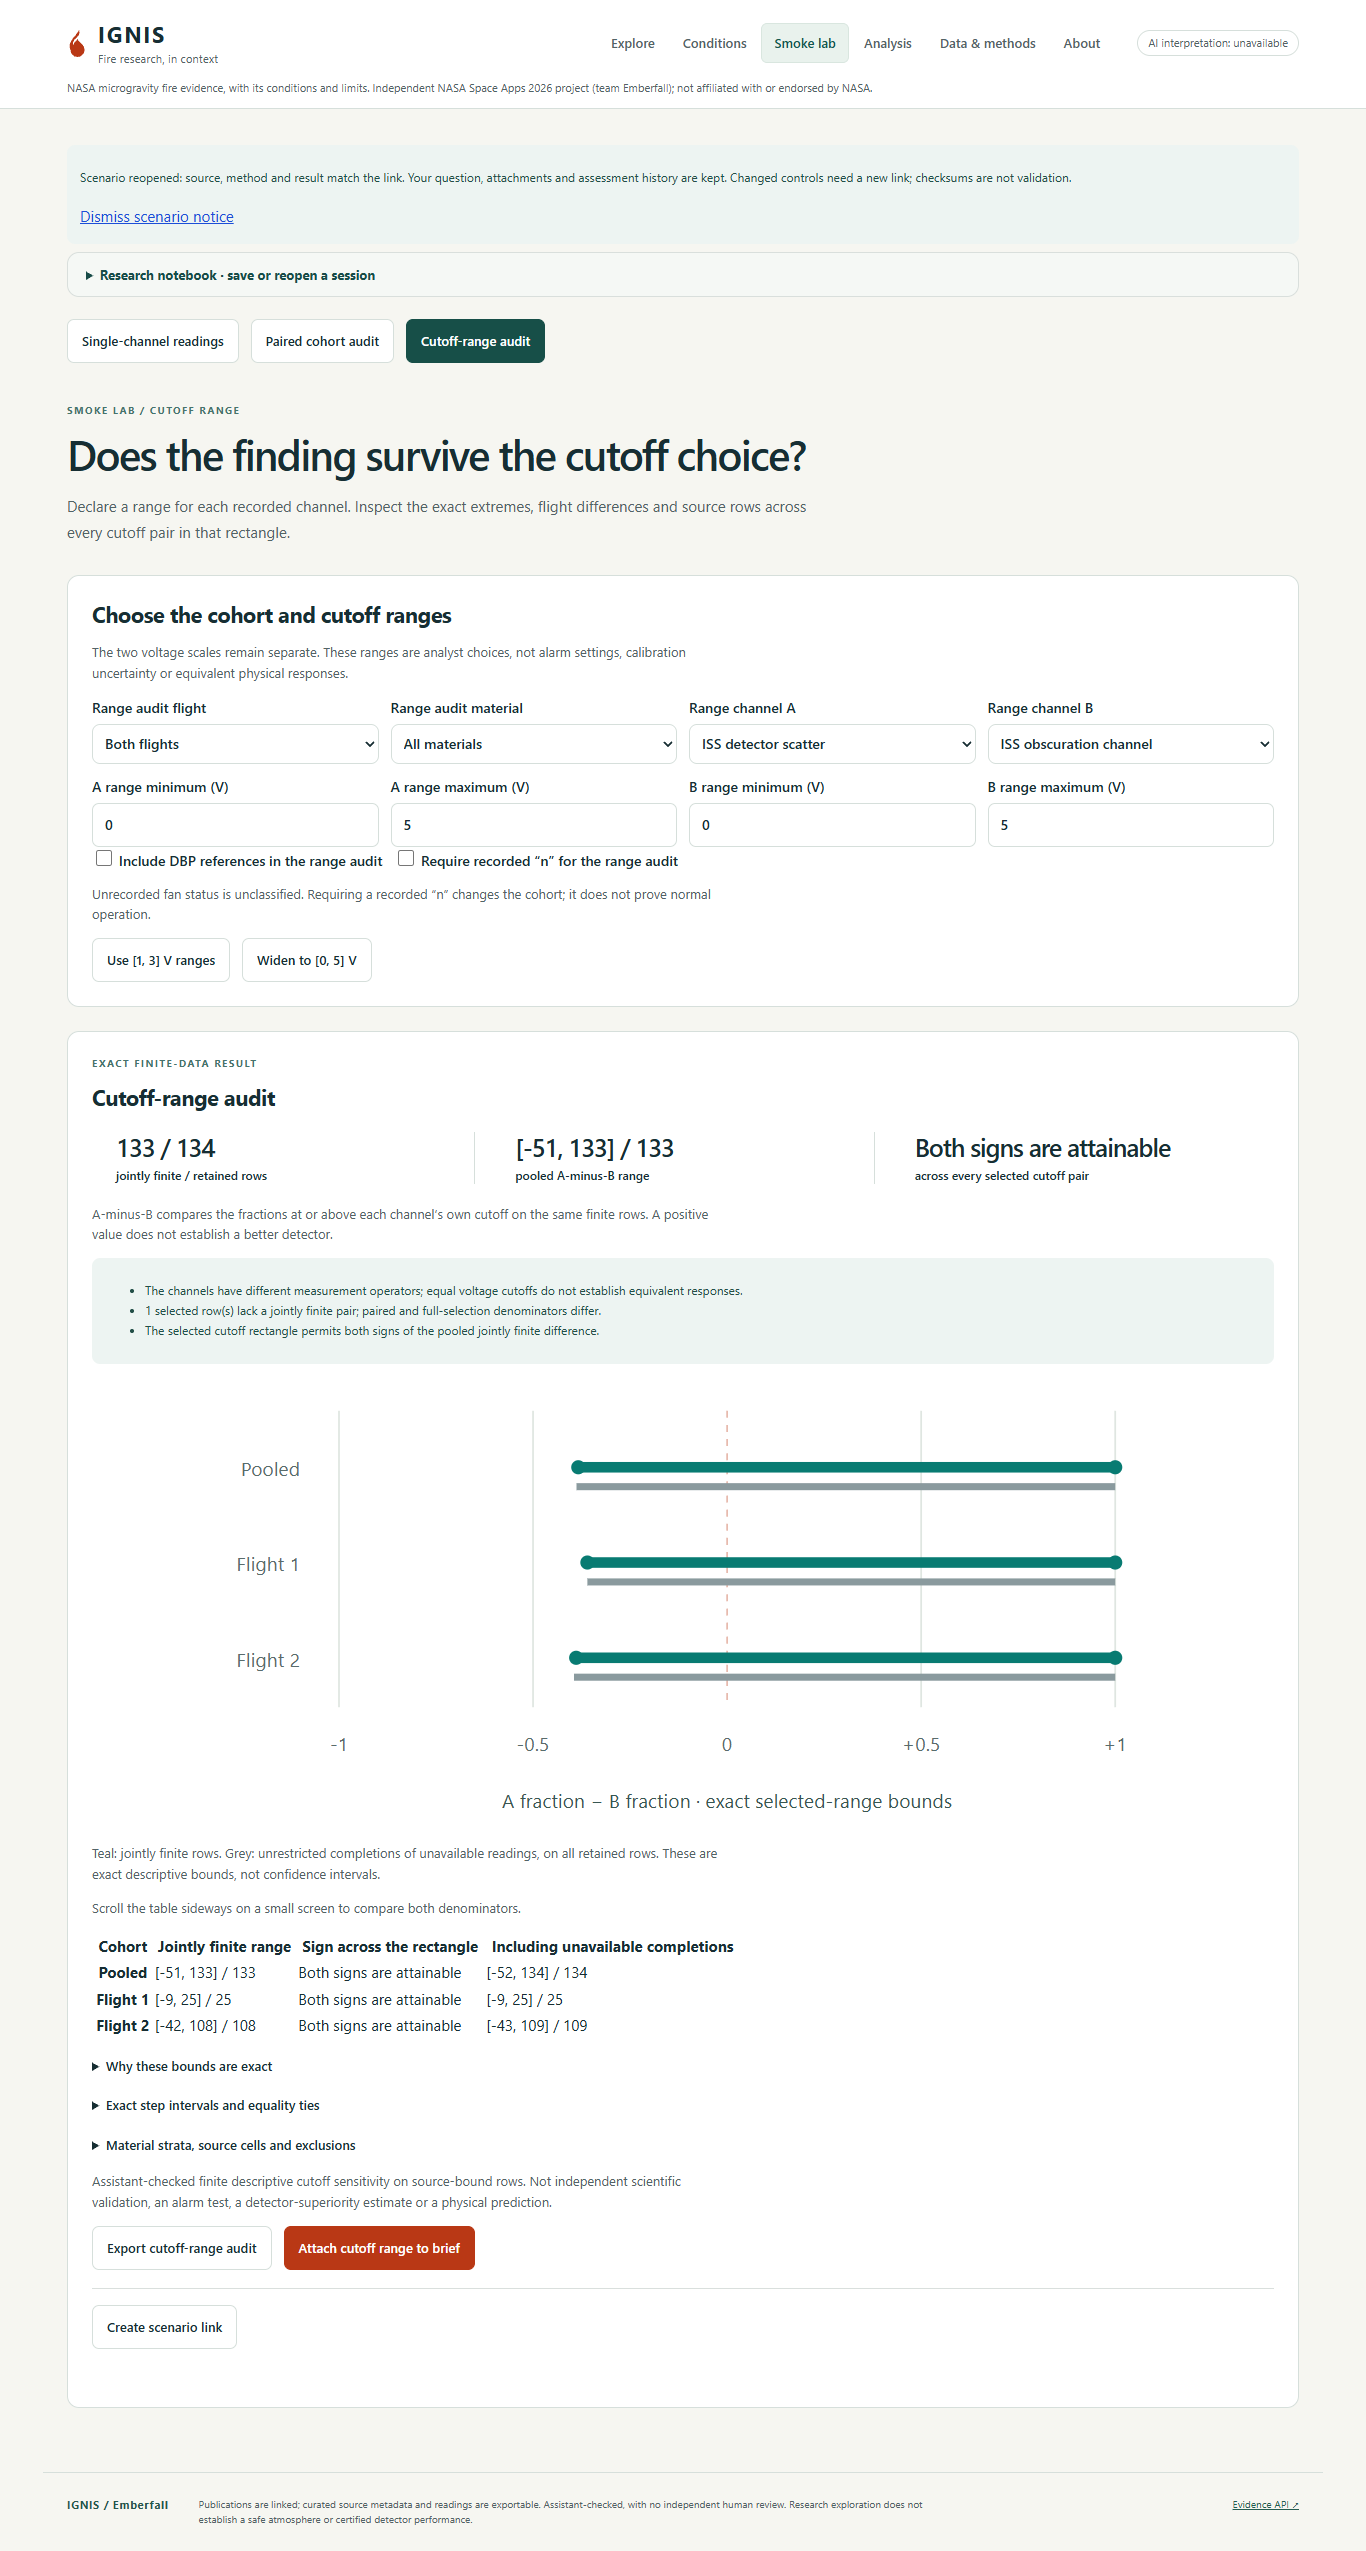 IGNIS
Fire research, in context
Explore
Conditions
Smoke lab
Analysis
Data & methods
About
AI interpretation: unavailable
NASA microgravity fire evidence, with its conditions and limits. Independent NASA Space Apps 2026 project (team Emberfall); not affiliated with or endorsed by NASA.
Scenario reopened: source, method and result match the link. Your question, attachments and assessment history are kept. Changed controls need a new link; checksums are not validation.
Dismiss scenario notice
▶ Research notebook · save or reopen a session
Single-channel readings
Paired cohort audit
Cutoff-range audit
SMOKE LAB / CUTOFF RANGE
Does the finding survive the cutoff choice?
Declare a range for each recorded channel. Inspect the exact extremes, flight differences and source rows across
every cutoff pair in that rectangle.
Choose the cohort and cutoff ranges
The two voltage scales remain separate. These ranges are analyst choices, not alarm settings, calibration
uncertainty or equivalent physical responses.
Range audit flight
Range audit material
Range channel A
Range channel B
Both flights
All materials
ISS detector scatter
ISS obscuration channel
A range minimum (V)
A range maximum (V)
B range minimum (V)
B range maximum (V)
0
5
0
5
Include DBP references in the range audit
Require recorded “n” for the range audit
Unrecorded fan status is unclassified. Requiring a recorded “n” changes the cohort; it does not prove normal
operation.
Use [1, 3] V ranges
Widen to [0, 5] V
EXACT FINITE-DATA RESULT
Cutoff-range audit
133 / 134
jointly finite / retained rows
[-51, 133] / 133
pooled A-minus-B range
Both signs are attainable
across every selected cutoff pair
A-minus-B compares the fractions at or above each channel’s own cutoff on the same finite rows. A positive
value does not establish a better detector.
• The channels have different measurement operators; equal voltage cutoffs do not establish equivalent responses.
• 1 selected row(s) lack a jointly finite pair; paired and full-selection denominators differ.
• The selected cutoff rectangle permits both signs of the pooled jointly finite difference.
Pooled
Flight 1
Flight 2
-1
-0.5
0
+0.5
+1
A fraction − B fraction · exact selected-range bounds
Teal: jointly finite rows. Grey: unrestricted completions of unavailable readings, on all retained rows. These are
exact descriptive bounds, not confidence intervals.
Scroll the table sideways on a small screen to compare both denominators.
Cohort Jointly finite range Sign across the rectangle Including unavailable completions
Pooled [-51, 133] / 133 Both signs are attainable [-52, 134] / 134
Flight 1 [-9, 25] / 25 Both signs are attainable [-9, 25] / 25
Flight 2 [-42, 108] / 108 Both signs are attainable [-43, 109] / 109
▶ Why these bounds are exact
▶ Exact step intervals and equality ties
▶ Material strata, source cells and exclusions
Assistant-checked finite descriptive cutoff sensitivity on source-bound rows. Not independent scientific
validation, an alarm test, a detector-superiority estimate or a physical prediction.
Export cutoff-range audit
Attach cutoff range to brief
Create scenario link
IGNIS / Emberfall
Publications are linked; curated source metadata and readings are exportable. Assistant-checked, with no independent human review. Research exploration does not
establish a safe atmosphere or certified detector performance.
Evidence API ↗